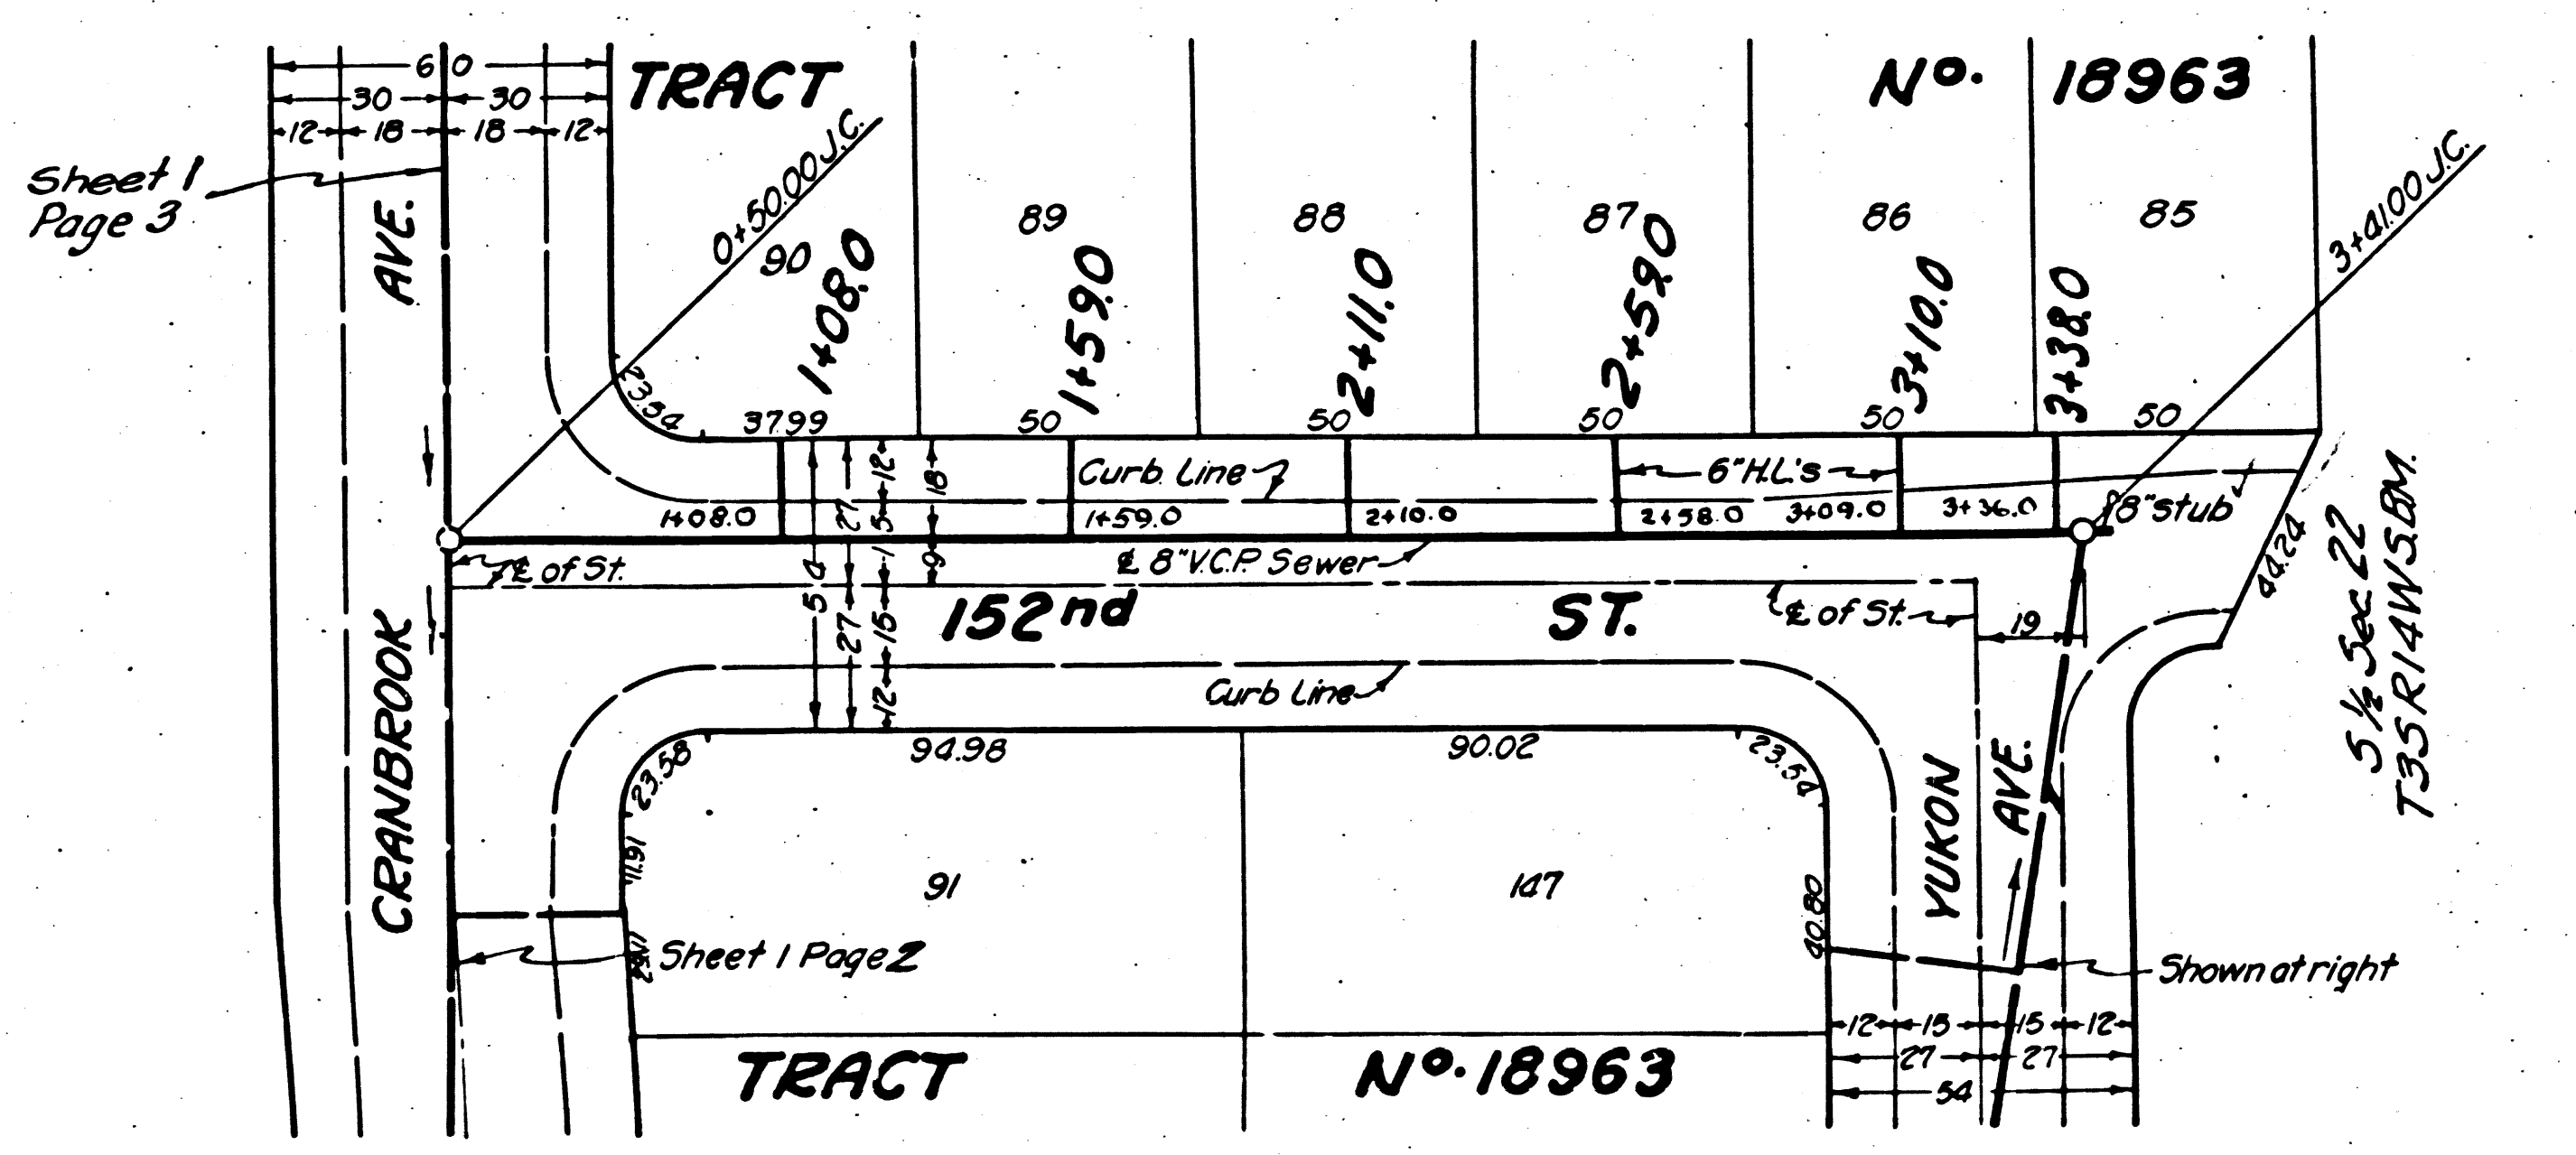 60
30 30
12 18 18 12
TRACT
Nº. 18963
Sheet 1
Page 3
AVE.
CRANBROOK
0+50.00 J.C.
3+41.00 J.C.
90
89
88
87
86
85
1+08.0
1+59.0
2+11.0
2+59.0
3+10.0
3+38.0
23.54
37.99
50
50
50
50
50
12
18
27
15
9
54
27
15
12
Curb Line
6" H.L.'s
1+08.0
1+59.0
2+10.0
2+58.0
3+09.0
3+36.0
8" stub
44.24
S ½ Sec 22
T3S R14W S.B.M.
℄ of St.
℄ 8" V.C.P. Sewer
152nd ST.
℄ of St.
19
Curb Line
23.58
94.98
90.02
23.54
11.91
91
147
40.80
YUKON
AVE.
Sheet 1 Page 2
Shown at right
12 15 15 12
27 27
54
TRACT Nº. 18963